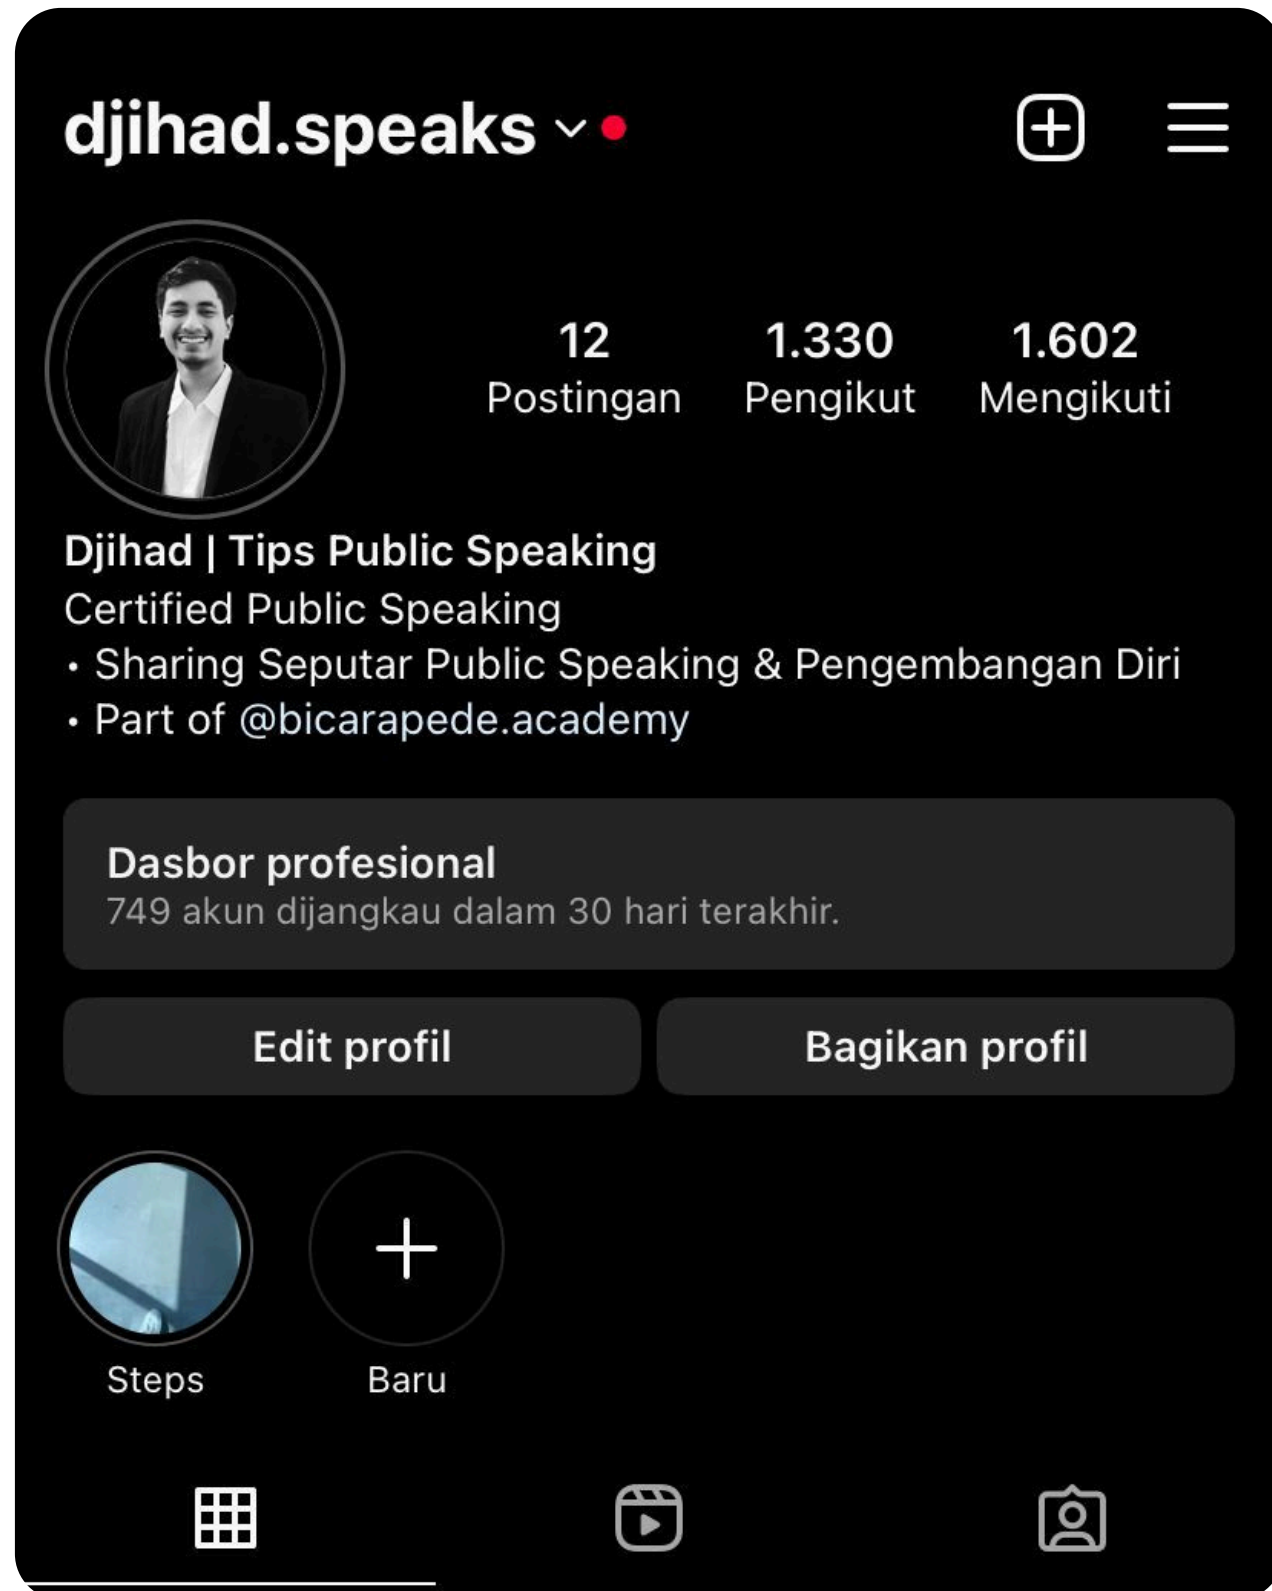 djihad.speaks
12 1.330 1.602
Postingan Pengikut Mengikuti
Djihad | Tips Public Speaking
Certified Public Speaking
• Sharing Seputar Public Speaking & Pengembangan Diri
• Part of @bicarapede.academy
Dasbor profesional
749 akun dijangkau dalam 30 hari terakhir.
Edit profil Bagikan profil
Steps Baru